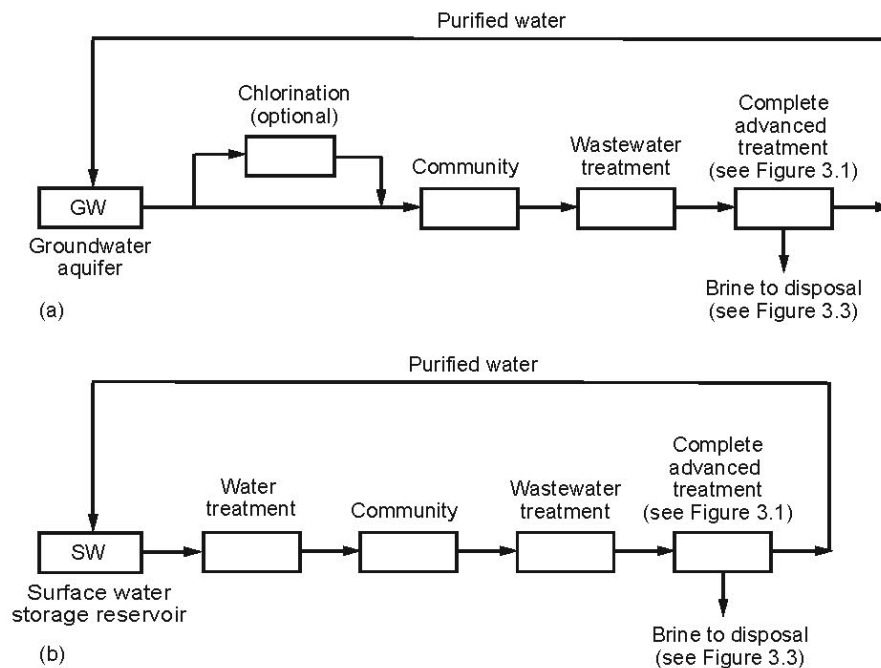 Purified water
Chlorination
(optional)
Community
Wastewater
treatment
Complete
advanced
treatment
(see Figure 3.1)
GW
Groundwater
aquifer
Brine to disposal
(see Figure 3.3)
(a)
Purified water
Water
treatment
Community
Wastewater
treatment
Complete
advanced
treatment
(see Figure 3.1)
SW
Surface water
storage reservoir
Brine to disposal
(see Figure 3.3)
(b)